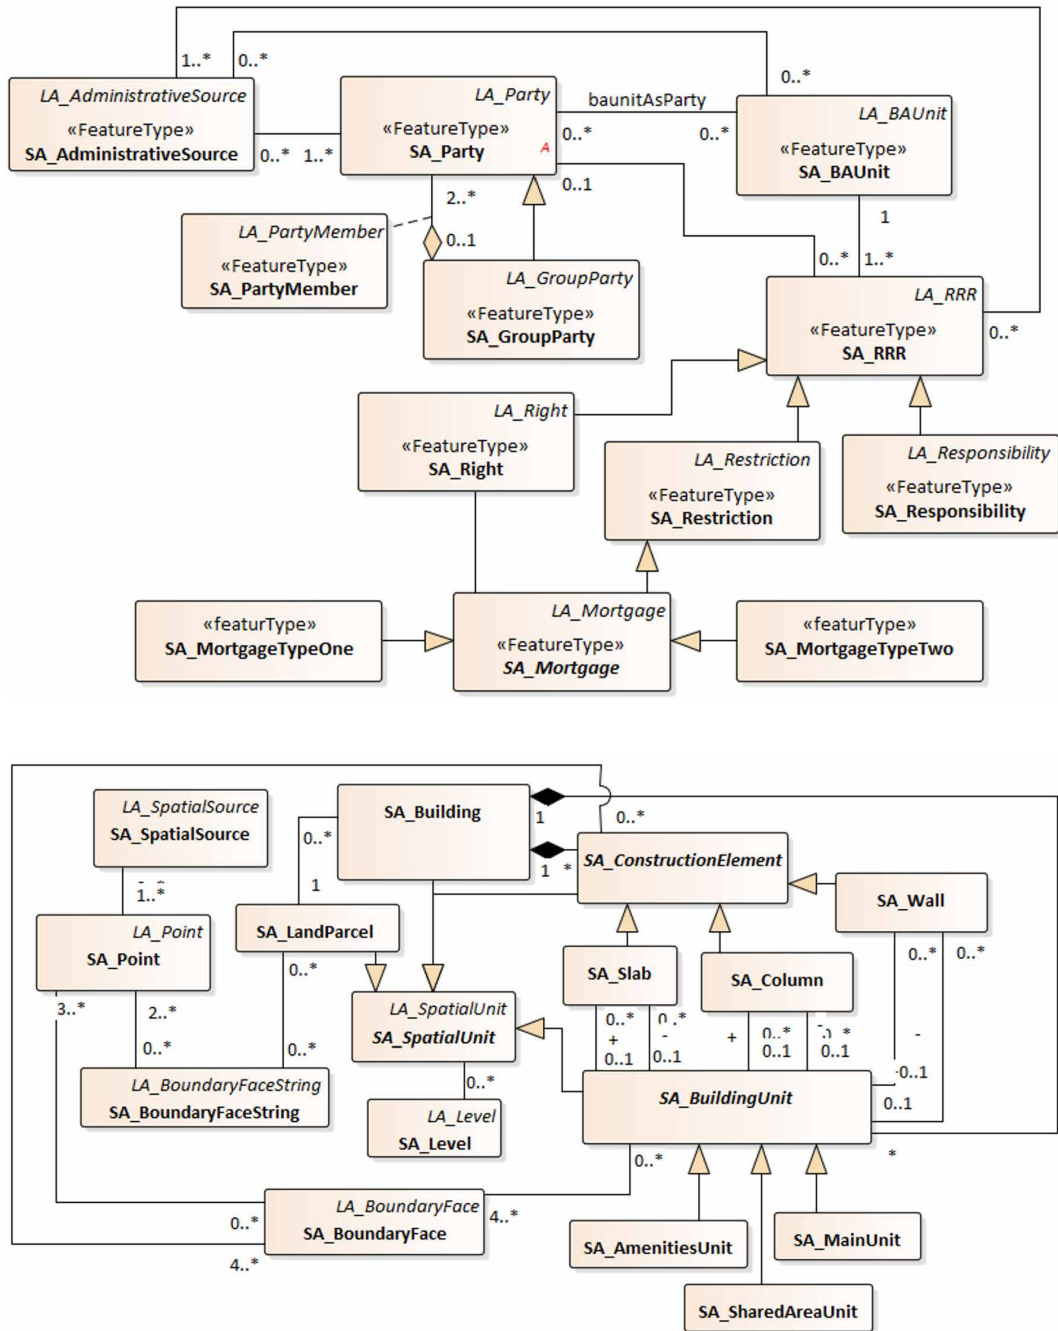 1..*
0..*
0..*
LA_AdministrativeSource
«FeatureType»
SA_AdministrativeSource
0..*
1..*
LA_Party
«FeatureType»
SA_Party
A
baunitAsParty
0..*
0..*
LA_BAUnit
«FeatureType»
SA_BAUnit
2..*
0..1
1
LA_PartyMember
«FeatureType»
SA_PartyMember
0..1
LA_GroupParty
«FeatureType»
SA_GroupParty
0..*
1..*
LA_RRR
«FeatureType»
SA_RRR
0..*
LA_Right
«FeatureType»
SA_Right
LA_Restriction
«FeatureType»
SA_Restriction
LA_Responsibility
«FeatureType»
SA_Responsibility
«featurType»
SA_MortgageTypeOne
LA_Mortgage
«FeatureType»
SA_Mortgage
«featurType»
SA_MortgageTypeTwo
LA_SpatialSource
SA_SpatialSource
SA_Building
0..*
1
0..*
1
1
*
SA_ConstructionElement
1..*
LA_Point
SA_Point
SA_LandParcel
SA_Wall
3..*
2..*
0..*
0..*
0..*
LA_SpatialUnit
SA_SpatialUnit
SA_Slab
SA_Column
0..*
0..*
0..*
+
-
0..1
0..1
0..*
+
-
0..*
0..1
0..1
-
0..1
0..1
0..*
LA_BoundaryFaceString
SA_BoundaryFaceString
0..*
LA_Level
SA_Level
SA_BuildingUnit
0..*
*
LA_BoundaryFace
SA_BoundaryFace
0..*
4..*
4..*
SA_AmenitiesUnit
SA_MainUnit
SA_SharedAreaUnit